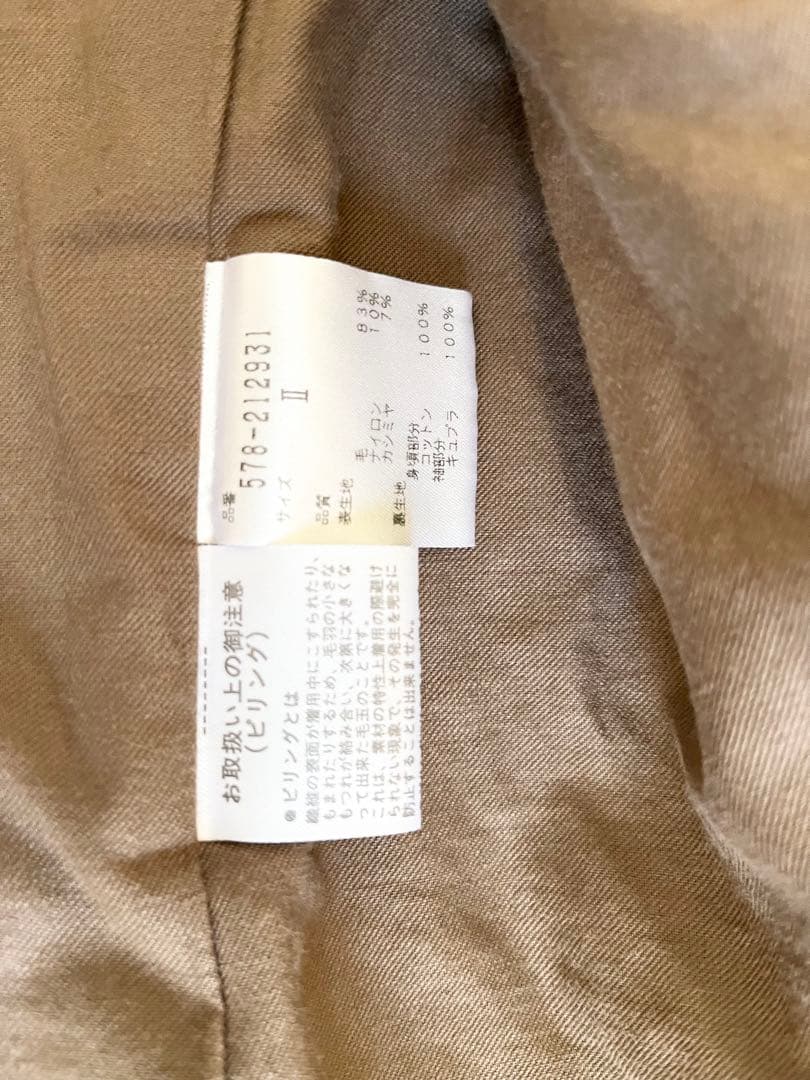 品番
578-212931
サイズ II
品質
表生地 毛 83%
ナイロン 10%
カシミヤ 7%
裏生地 身頃部分
コットン 100%
袖部分
キュプラ 100%
お取扱い上の御注意
(ピリング)
◎ピリングとは
繊維の表面が着用中にこすられたり、
もまれたりするため、毛羽の小さな
もつれが絡み合い、次第に大きくな
って出来た毛玉のことです。
これは、素材の特性上着用の際避け
られない現象で、その発生を完全に
防止することは出来ません。